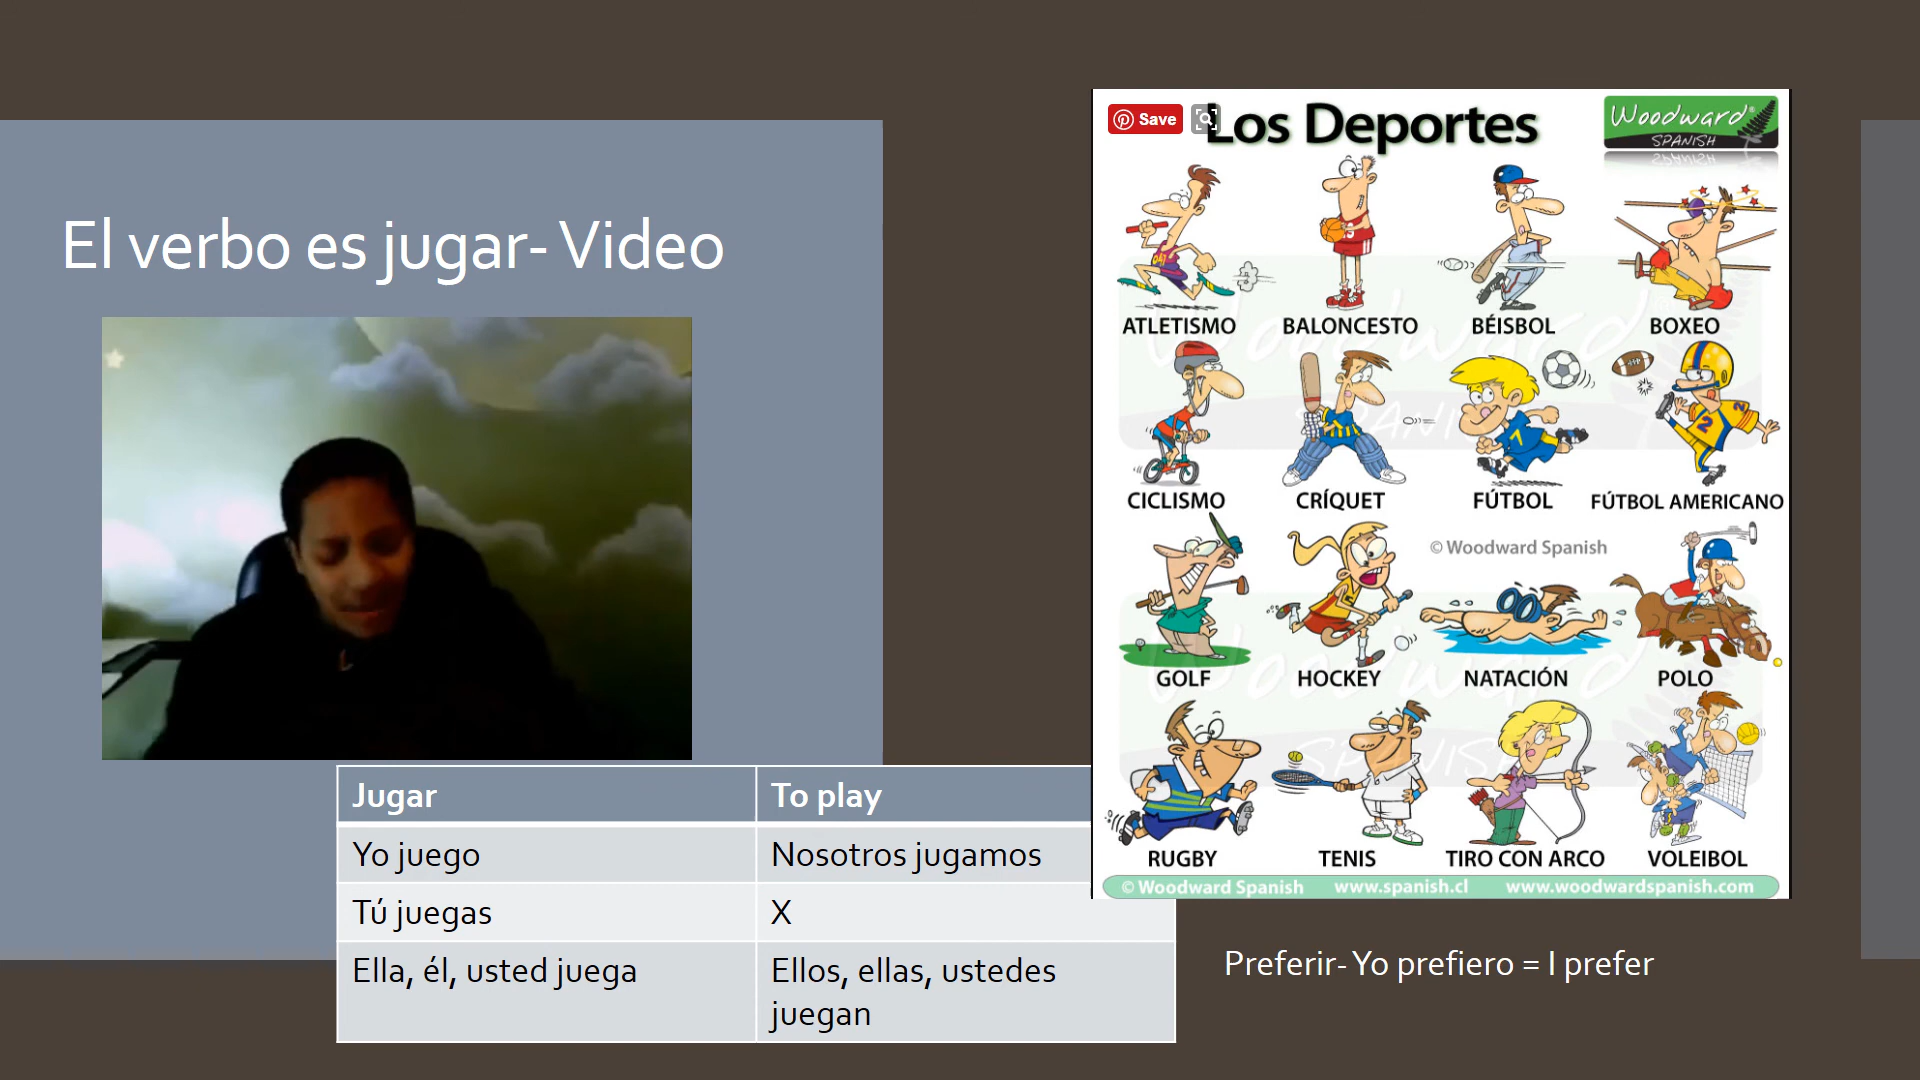 El verbo es jugar- Video
Jugar To play
Yo juego Nosotros jugamos
Tú juegas X
Ella, él, usted juega Ellos, ellas, ustedes
juegan
Save
Los Deportes
Woodward®
SPANISH
ATLETISMO BALONCESTO BÉISBOL BOXEO
CICLISMO CRÍQUET FÚTBOL FÚTBOL AMERICANO
© Woodward Spanish
GOLF HOCKEY NATACIÓN POLO
RUGBY TENIS TIRO CON ARCO VOLEIBOL
© Woodward Spanish www.spanish.cl www.woodwardspanish.com
Preferir- Yo prefiero = I prefer